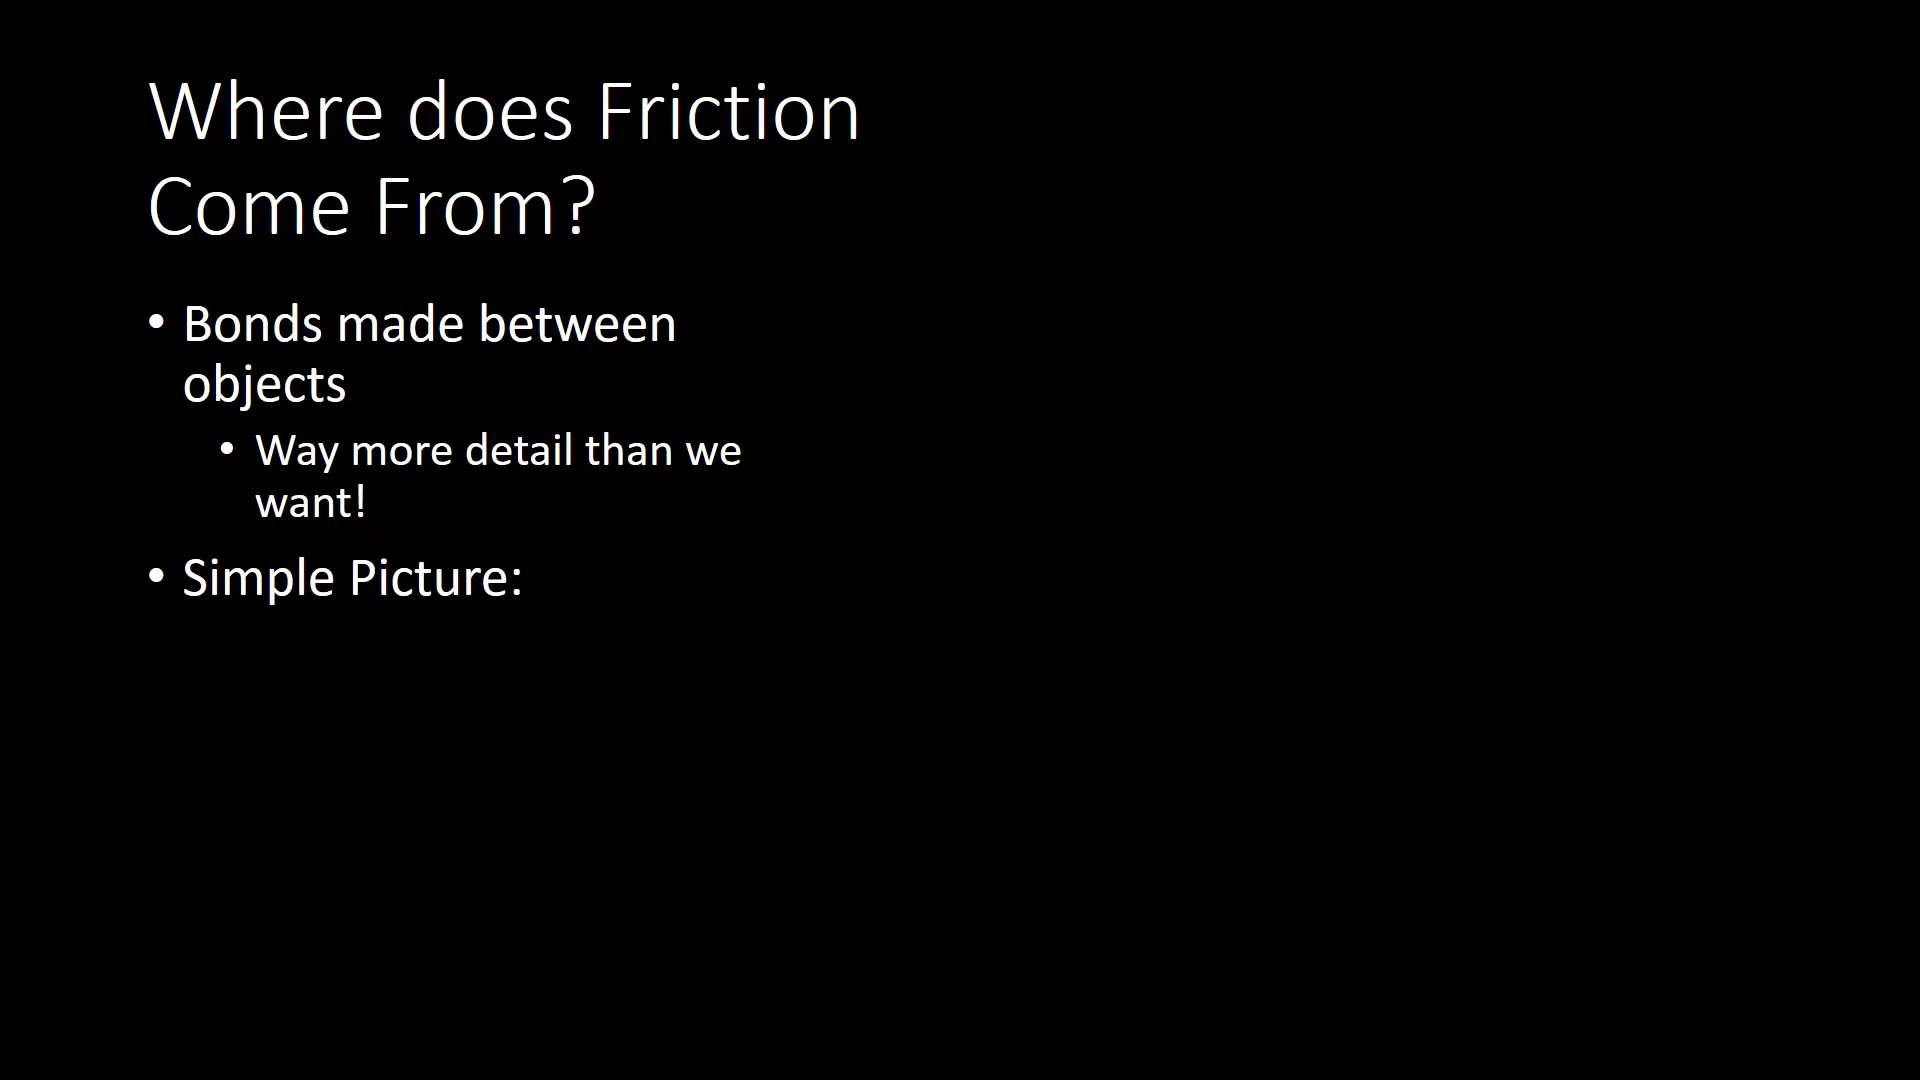 Where does Friction
Come From?
• Bonds made between
objects
• Way more detail than we
want!
• Simple Picture: